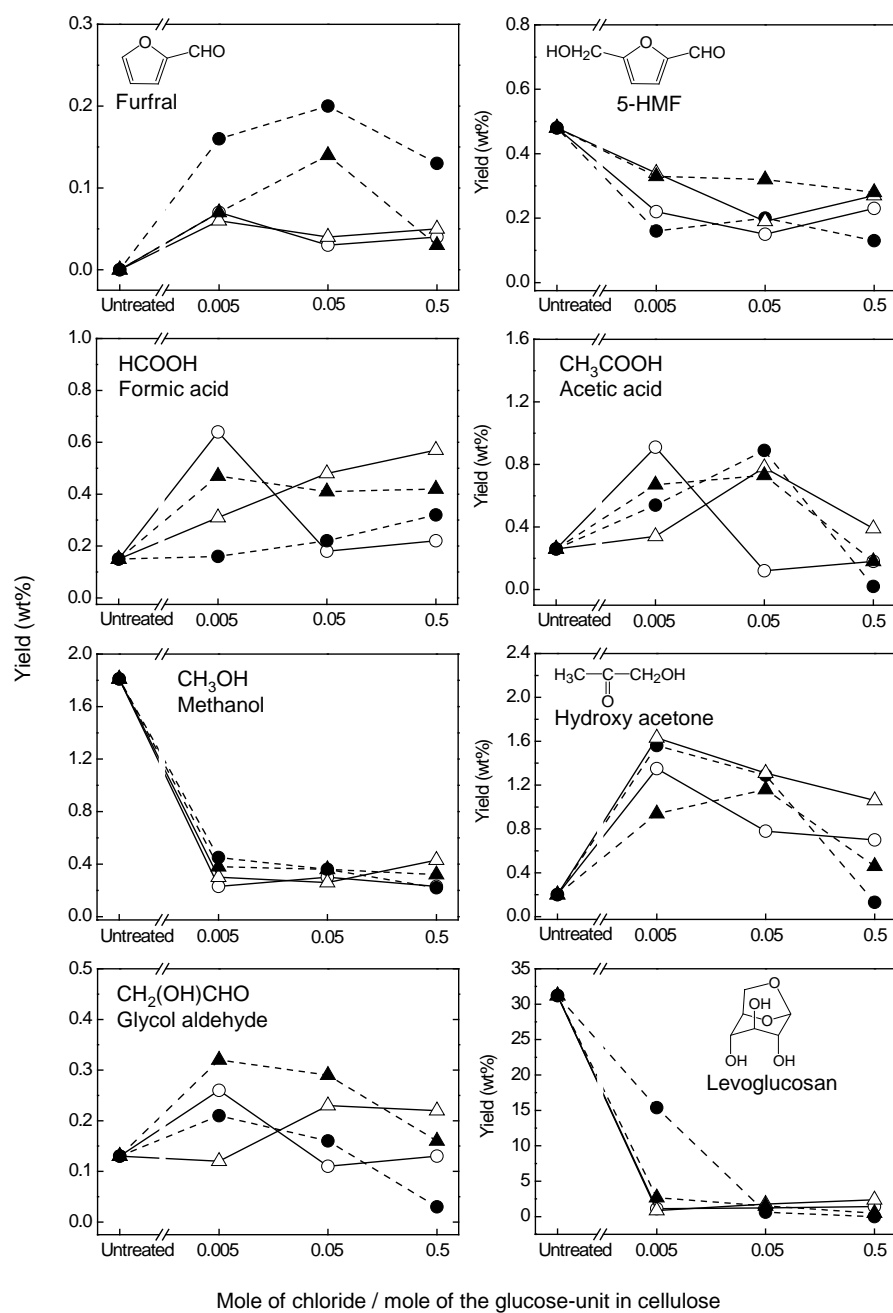 0.3
0.2
0.1
0.0
O
CHO
Furfral
Untreated 0.005 0.05 0.5
Yield (wt%)
0.8
0.6
0.4
0.2
0.0
HOH2C O CHO
5-HMF
Untreated 0.005 0.05 0.5
1.0
0.8
0.6
0.4
0.2
0.0
HCOOH
Formic acid
Untreated 0.005 0.05 0.5
Yield (wt%)
1.6
1.2
0.8
0.4
0.0
CH3COOH
Acetic acid
Untreated 0.005 0.05 0.5
Yield (wt%)
2.0
1.6
1.2
0.8
0.4
0.0
CH3OH
Methanol
Untreated 0.005 0.05 0.5
Yield (wt%)
2.4
2.0
1.6
1.2
0.8
0.4
0.0
H3C C CH2OH
O
Hydroxy acetone
Untreated 0.005 0.05 0.5
0.5
0.4
0.3
0.2
0.1
0.0
CH2(OH)CHO
Glycol aldehyde
Untreated 0.005 0.05 0.5
Yield (wt%)
35
30
25
20
15
10
5
0
O
OH
O
OH OH
Levoglucosan
Untreated 0.005 0.05 0.5
Mole of chloride / mole of the glucose-unit in cellulose